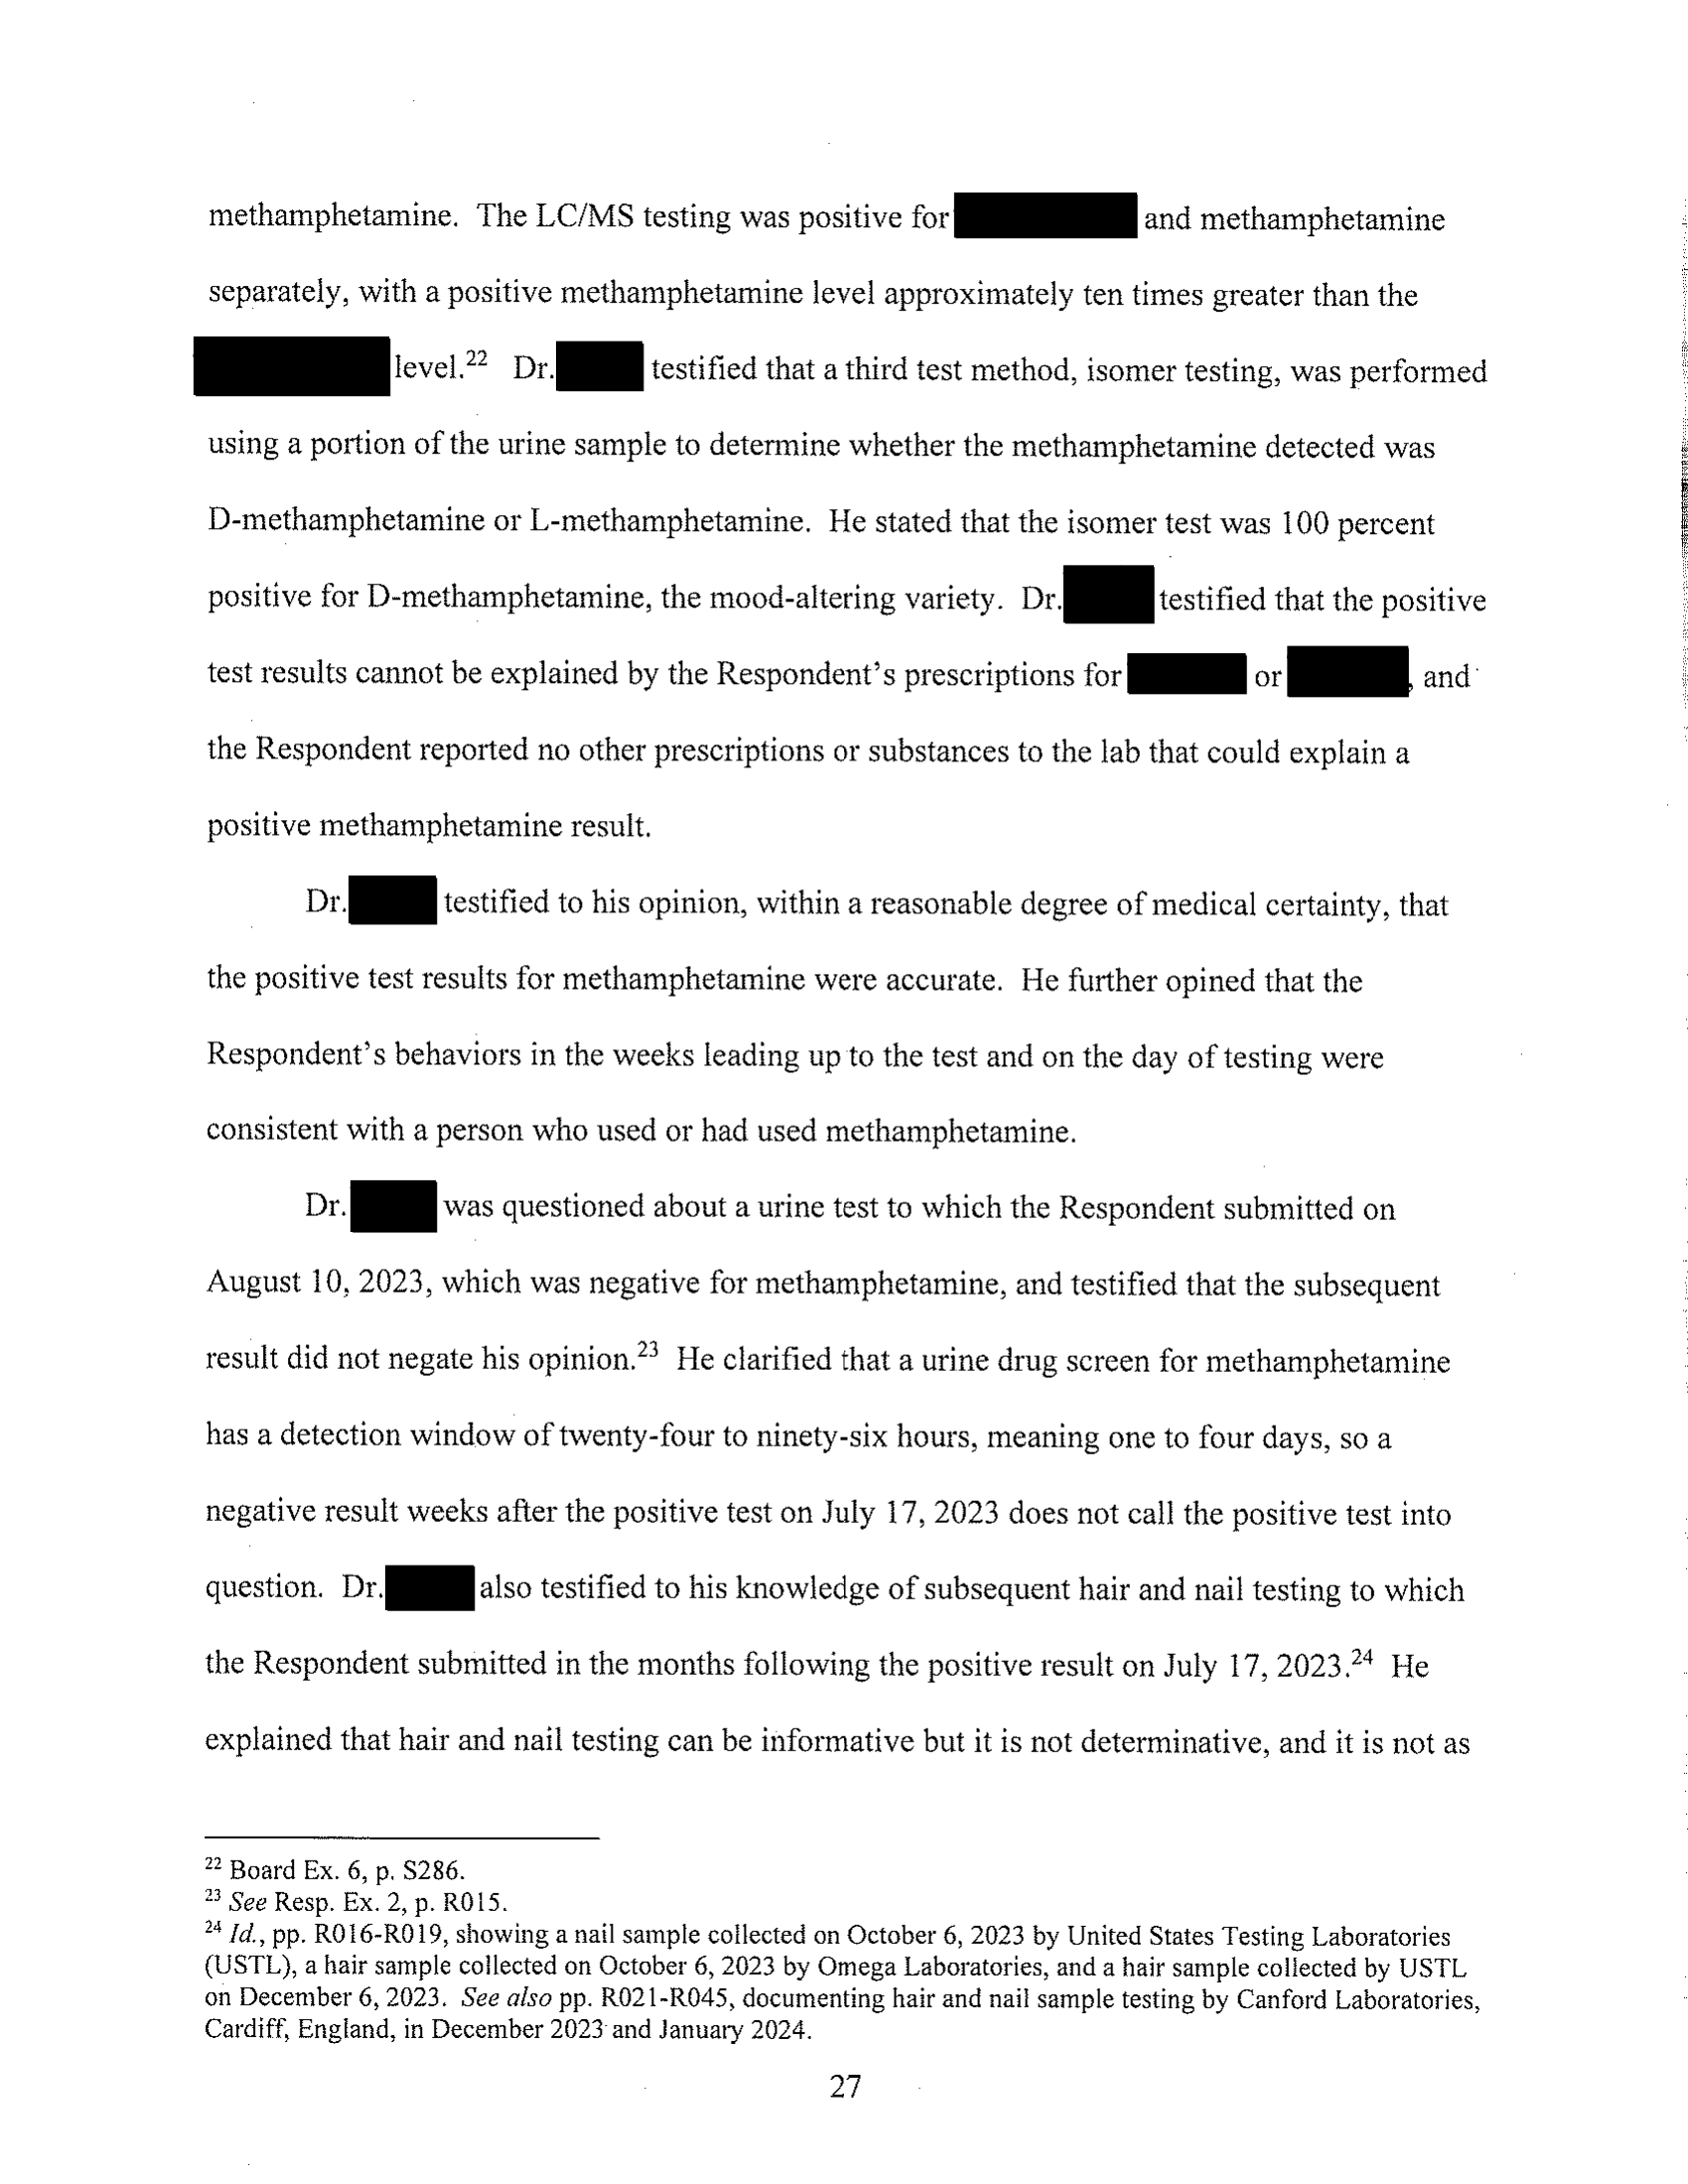 methamphetamine. The LC/MS testing was positive for and methamphetamine
separately, with a positive methamphetamine level approximately ten times greater than the
level.22 Dr. testified that a third test method, isomer testing, was performed
using a portion of the urine sample to determine whether the methamphetamine detected was
D-methamphetamine or L-methamphetamine. He stated that the isomer test was 100 percent
positive for D-methamphetamine, the mood-altering variety. Dr. testified that the positive
test results cannot be explained by the Respondent's prescriptions for or , and
the Respondent reported no other prescriptions or substances to the lab that could explain a
positive methamphetamine result.
Dr. testified to his opinion, within a reasonable degree of medical certainty, that
the positive test results for methamphetamine were accurate. He further opined that the
Respondent's behaviors in the weeks leading up to the test and on the day of testing were
consistent with a person who used or had used methamphetamine.
Dr. was questioned about a urine test to which the Respondent submitted on
August 10, 2023, which was negative for methamphetamine, and testified that the subsequent
result did not negate his opinion.23 He clarified that a urine drug screen for methamphetamine
has a detection window of twenty-four to ninety-six hours, meaning one to four days, so a
negative result weeks after the positive test on July 17, 2023 does not call the positive test into
question. Dr. also testified to his knowledge of subsequent hair and nail testing to which
the Respondent submitted in the months following the positive result on July 17, 2023.24 He
explained that hair and nail testing can be informative but it is not determinative, and it is not as
22 Board Ex. 6, p. S286.
23 See Resp. Ex. 2, p. R015.
24 Id., pp. R016-R019, showing a nail sample collected on October 6, 2023 by United States Testing Laboratories
(USTL), a hair sample collected on October 6, 2023 by Omega Laboratories, and a hair sample collected by USTL
on December 6, 2023. See also pp. R021-R045, documenting hair and nail sample testing by Canford Laboratories,
Cardiff, England, in December 2023 and January 2024.
27